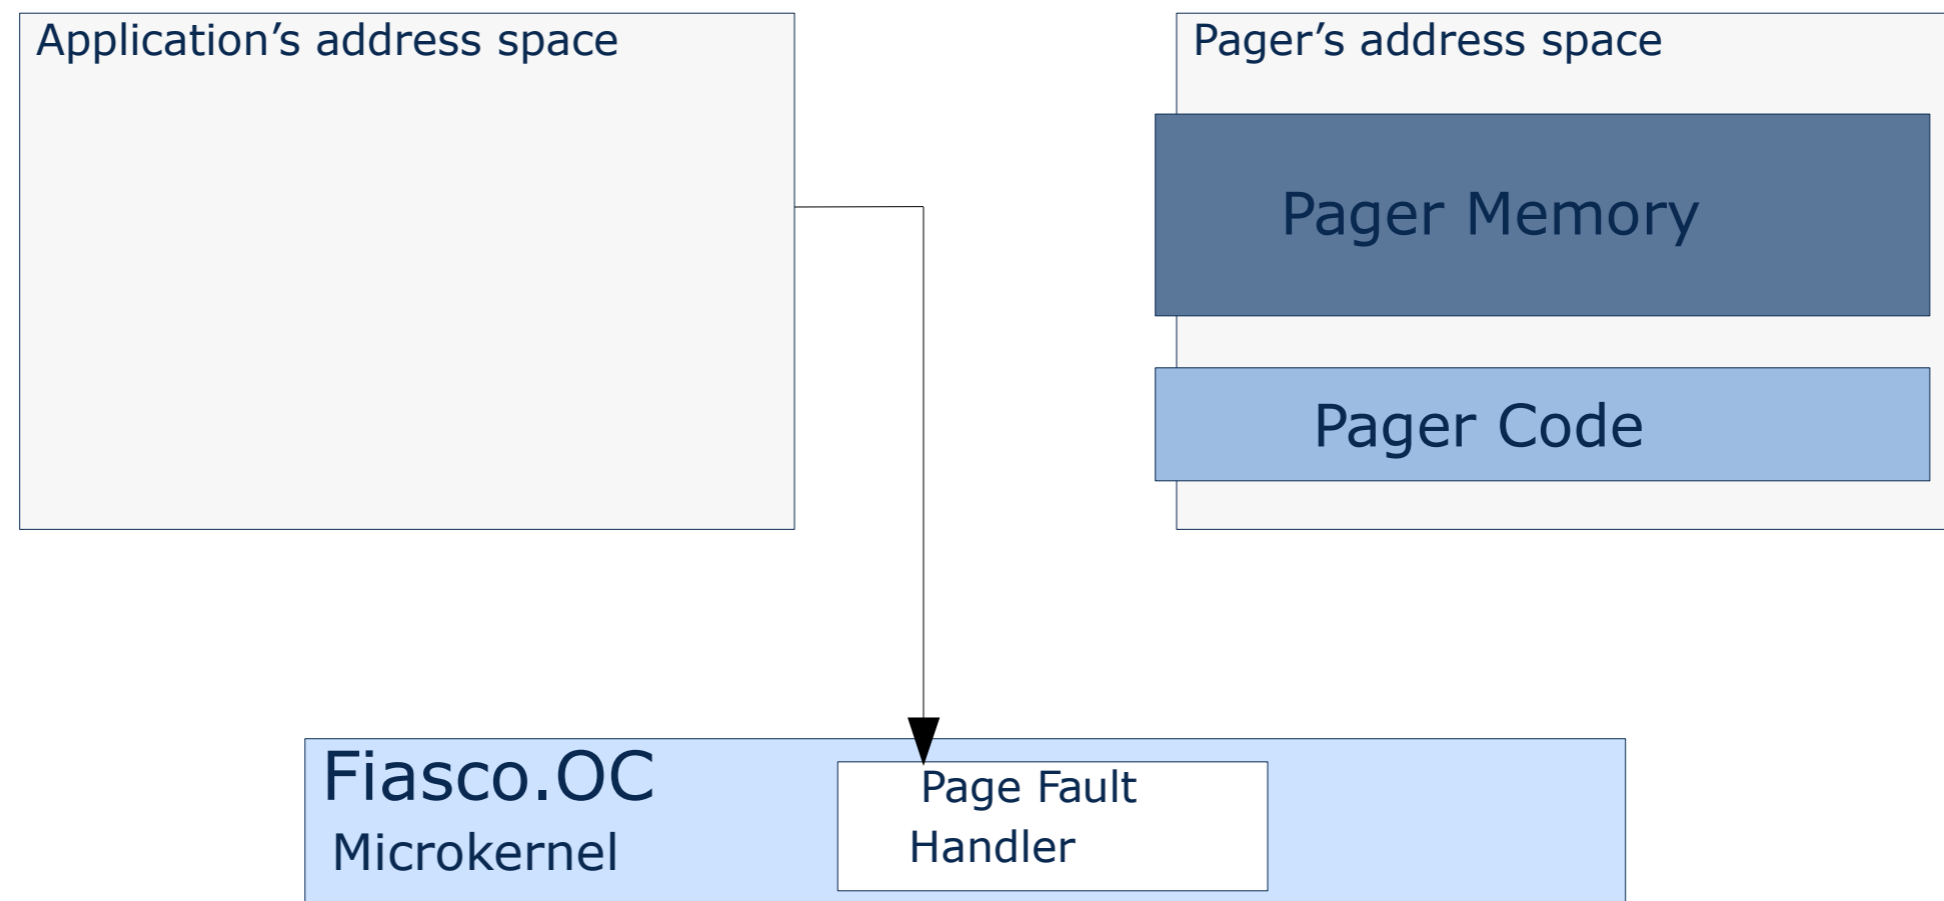 Application’s address space
Pager’s address space
Pager Memory
Pager Code
Fiasco.OC
Microkernel
Page Fault
Handler